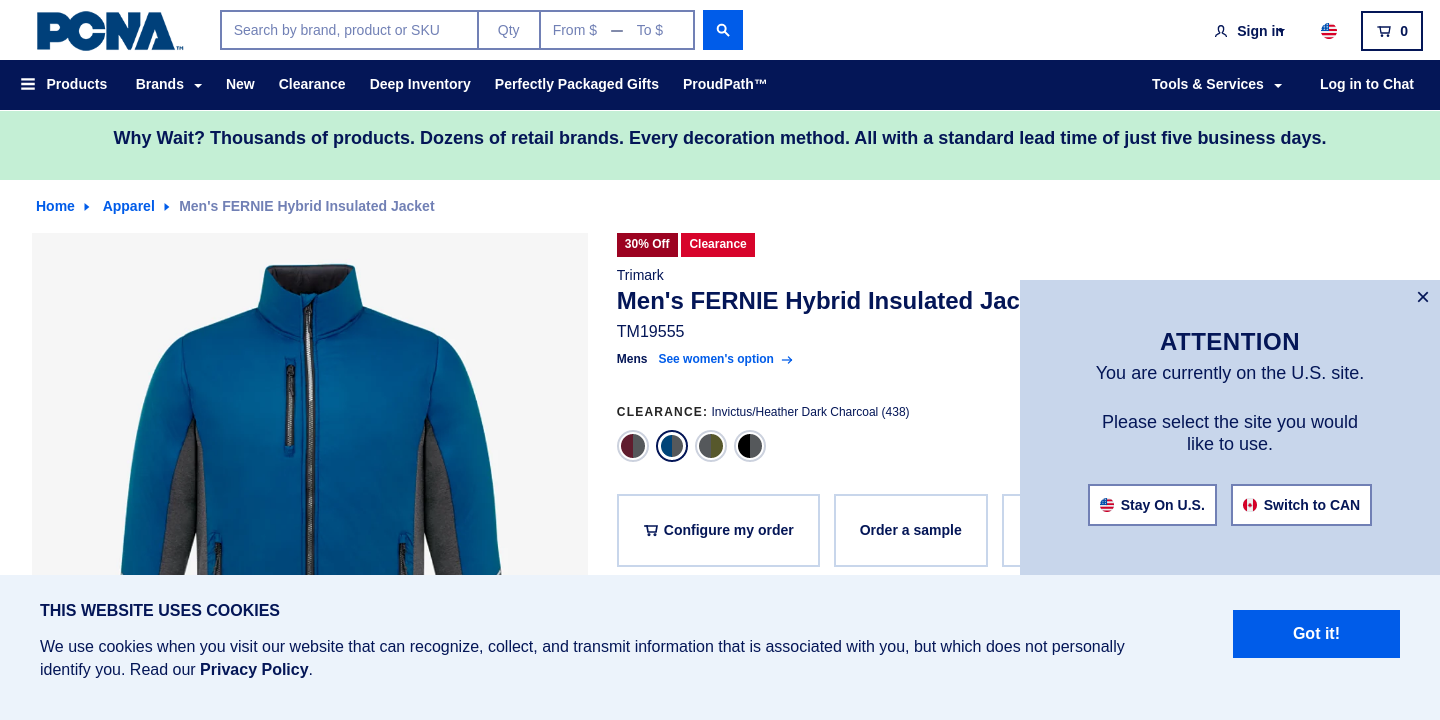 PCNA™
Search by brand, product or SKU
Qty
From $ — To $
Sign in
0
Products
Brands
New
Clearance
Deep Inventory
Perfectly Packaged Gifts
ProudPath™
Tools & Services
Log in to Chat
Why Wait? Thousands of products. Dozens of retail brands. Every decoration method. All with a standard lead time of just five business days.
Home
Apparel
Men's FERNIE Hybrid Insulated Jacket
30% Off
Clearance
Trimark
Men's FERNIE Hybrid Insulated Jac
TM19555
Mens
See women's option
CLEARANCE: Invictus/Heather Dark Charcoal (438)
Configure my order
Order a sample
×
ATTENTION
You are currently on the U.S. site.
Please select the site you would
like to use.
Stay On U.S.
Switch to CAN
THIS WEBSITE USES COOKIES
We use cookies when you visit our website that can recognize, collect, and transmit information that is associated with you, but which does not personally
identify you. Read our Privacy Policy.
Got it!